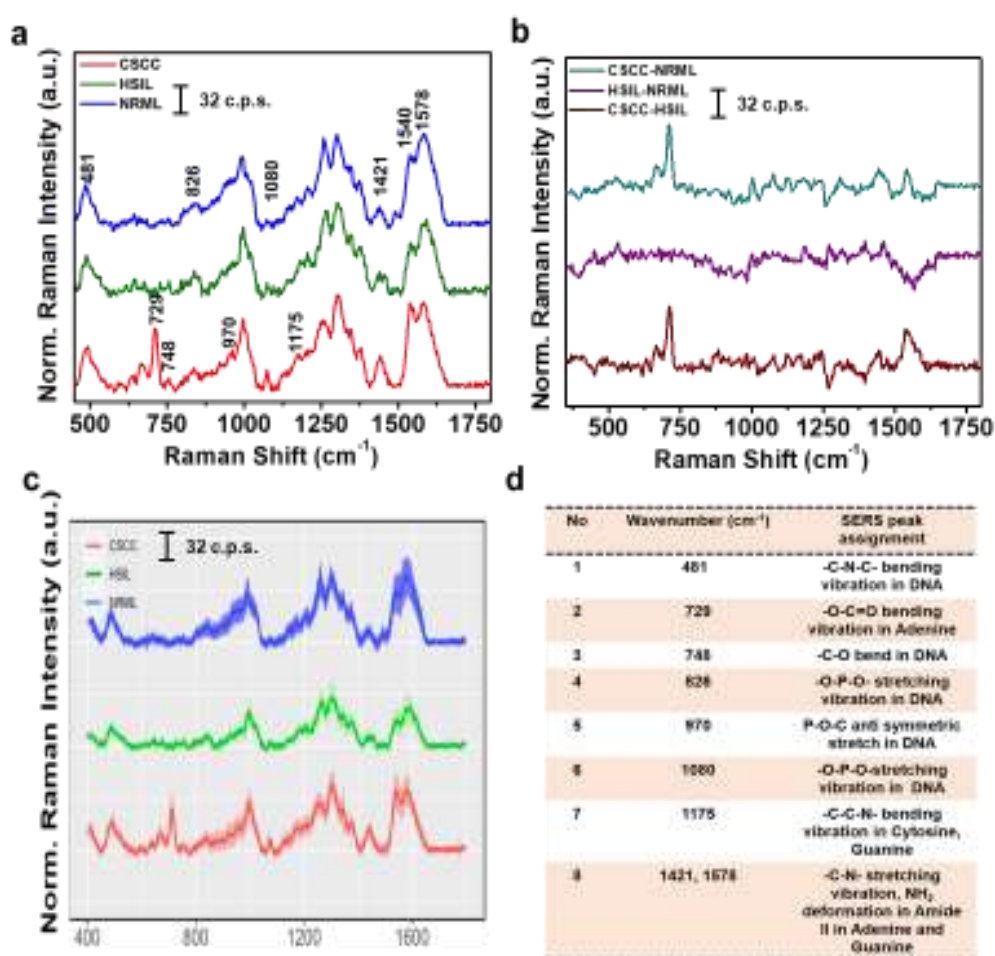 a
Norm. Raman Intensity (a.u.)
CSCC
HSIL
NRML
32 c.p.s.
481
826
1080
1421
1540
1578
729
748
970
1175
500 750 1000 1250 1500 1750
Raman Shift (cm-1)
b
Norm. Raman Intensity (a.u.)
CSCC-NRML
HSIL-NRML
CSCC-HSIL
32 c.p.s.
500 750 1000 1250 1500 1750
Raman Shift (cm-1)
c
Norm. Raman Intensity (a.u.)
CSCC
HSIL
NRML
32 c.p.s.
400 800 1200 1600
d
No Wavenumber (cm-1) SERS peak
assignment
1 481 -C-N-C- bending
vibration in DNA
2 729 -O-C=O bending
vibration in Adenine
3 748 -C-O bend in DNA
4 826 -O-P-O- stretching
vibration in DNA
5 970 P-O-C anti symmetric
stretch in DNA
6 1080 -O-P-O-stretching
vibration in DNA
7 1175 -C-C-N- bending
vibration in Cytosine,
Guanine
8 1421, 1578 -C-N- stretching
vibration, NH2
deformation in Amide
II in Adenine and
Guanine